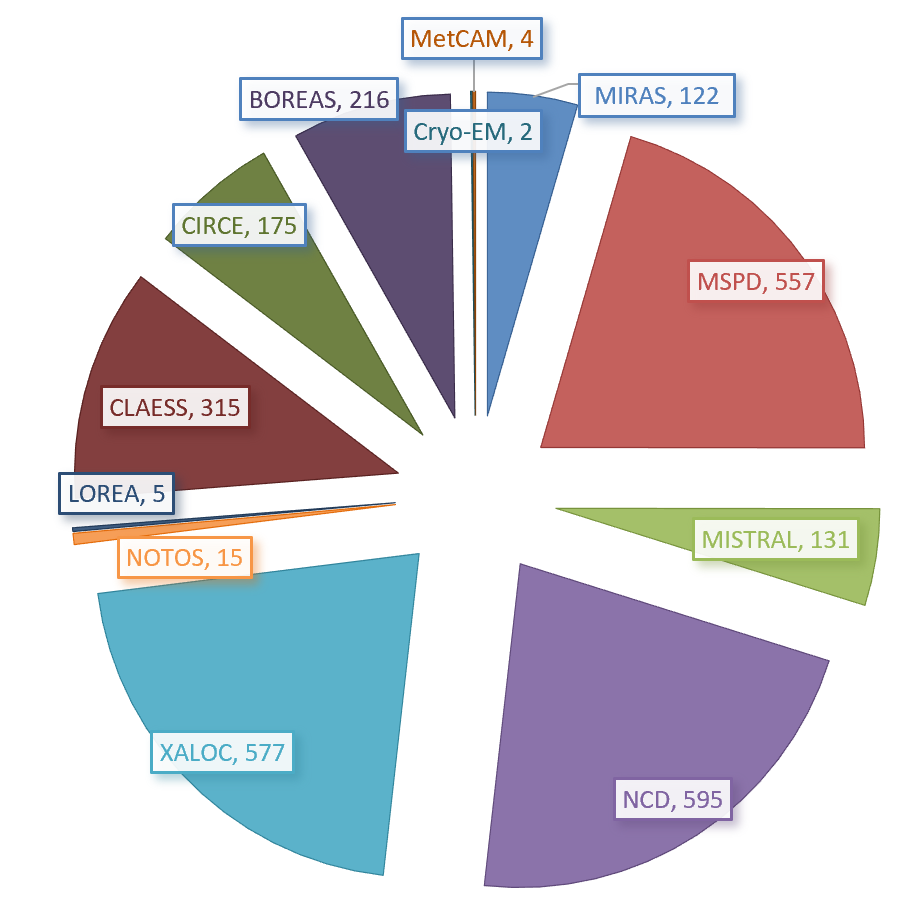 MetCAM, 4
BOREAS, 216
MIRAS, 122
Cryo-EM, 2
CIRCE, 175
MSPD, 557
CLAESS, 315
LOREA, 5
MISTRAL, 131
NOTOS, 15
XALOC, 577
NCD, 595